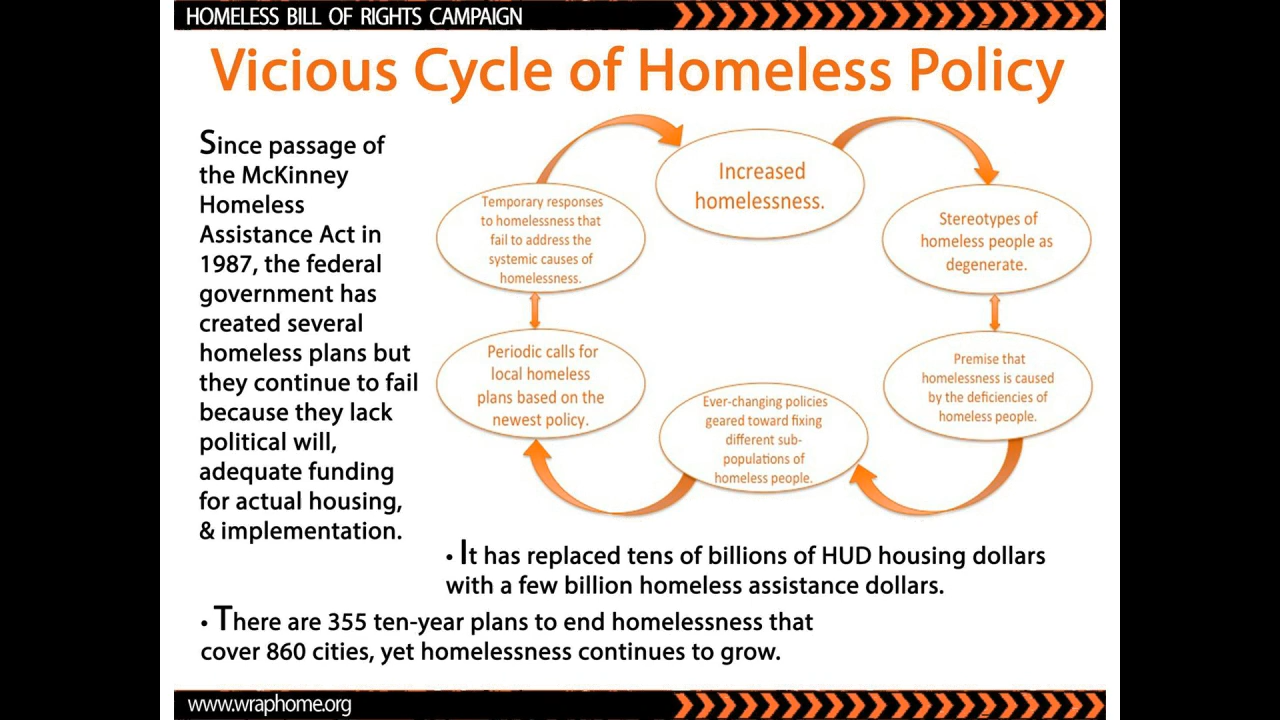 HOMELESS BILL OF RIGHTS CAMPAIGN
Vicious Cycle of Homeless Policy
Since passage of
the McKinney
Homeless
Assistance Act in
1987, the federal
government has
created several
homeless plans but
they continue to fail
because they lack
political will,
adequate funding
for actual housing,
& implementation.
Increased
homelessness.
Stereotypes of
homeless people as
degenerate.
Premise that
homelessness is caused
by the deficiencies of
homeless people.
Ever-changing policies
geared toward fixing
different sub-
populations of
homeless people.
Periodic calls for
local homeless
plans based on the
newest policy.
Temporary responses
to homelessness that
fail to address the
systemic causes of
homelessness.
• It has replaced tens of billions of HUD housing dollars
with a few billion homeless assistance dollars.
• There are 355 ten-year plans to end homelessness that
cover 860 cities, yet homelessness continues to grow.
www.wraphome.org